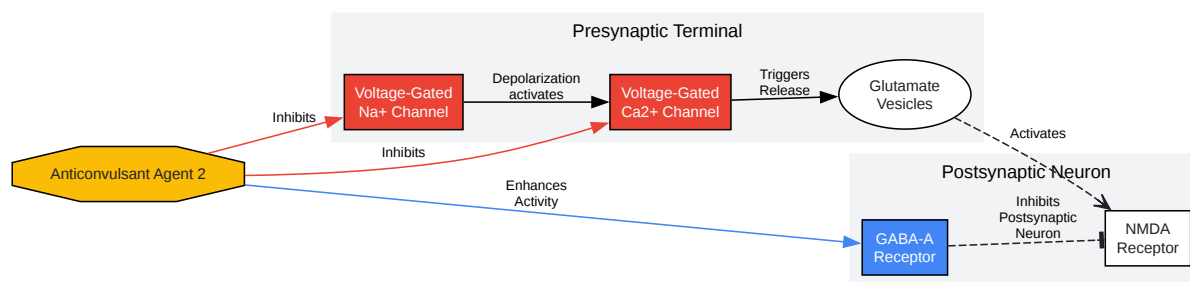 Presynaptic Terminal
Depolarization
activates
Triggers
Release
Voltage-Gated
Na+ Channel
Voltage-Gated
Ca2+ Channel
Glutamate
Vesicles
Inhibits
Inhibits
Activates
Anticonvulsant Agent 2
Postsynaptic Neuron
Enhances
Activity
Inhibits
Postsynaptic
Neuron
GABA-A
Receptor
NMDA
Receptor